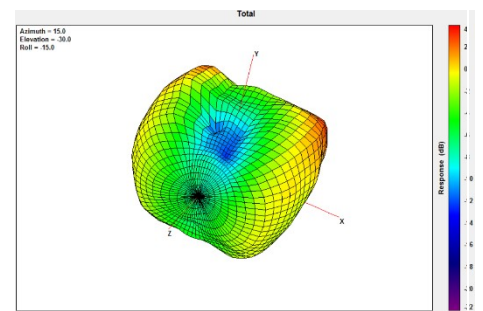 Total
Azimuth = 15.0
Elevation = -30.0
Roll = -15.0
Y
X
Z
Response (dB)
4
2
0